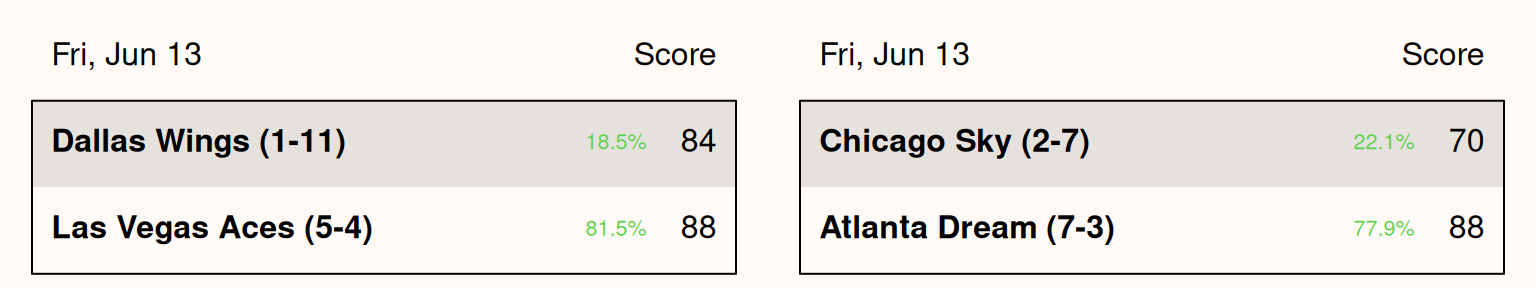 Fri, Jun 13 Score
Dallas Wings (1-11) 18.5% 84
Las Vegas Aces (5-4) 81.5% 88
Fri, Jun 13 Score
Chicago Sky (2-7) 22.1% 70
Atlanta Dream (7-3) 77.9% 88